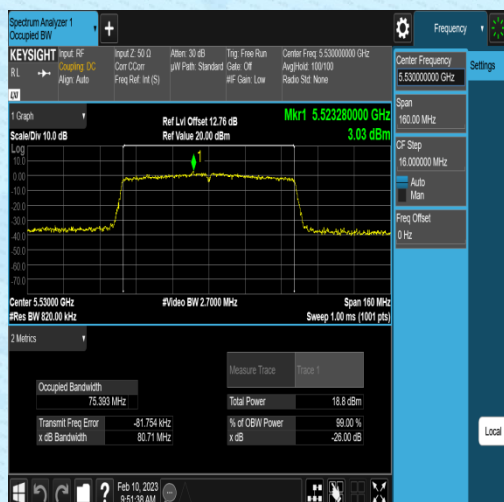 Spectrum Analyzer 1
Occupied BW
Frequency
KEYSIGHT
Input: RF
Input Z: 50 Ω
Atten: 30 dB
Trig: Free Run
Center Freq: 5.530000000 GHz
R L
Coupling: DC
Corr CCorr
µW Path: Standard
Gate: Off
Avg|Hold: 100/100
Align: Auto
Freq Ref: Int (S)
#IF Gain: Low
Radio Std: None
Center Frequency
5.530000000 GHz
Settings
Span
160.00 MHz
CF Step
16.000000 MHz
Auto
Man
Freq Offset
0 Hz
Local
1 Graph
Scale/Div 10.0 dB
Ref Lvl Offset 12.76 dB
Ref Value 20.00 dBm
Mkr1 5.523280000 GHz
3.03 dBm
Log
10.0
0.00
-10.0
-20.0
-30.0
-40.0
-50.0
-60.0
-70.0
1
Center 5.53000 GHz
#Video BW 2.7000 MHz
Span 160 MHz
#Res BW 820.00 kHz
Sweep 1.00 ms (1001 pts)
2 Metrics
Measure Trace
Trace 1
Occupied Bandwidth
75.393 MHz
Total Power
18.8 dBm
Transmit Freq Error
-81.754 kHz
% of OBW Power
99.00 %
x dB Bandwidth
80.71 MHz
x dB
-26.00 dB
Feb 10, 2023
9:51:38 AM